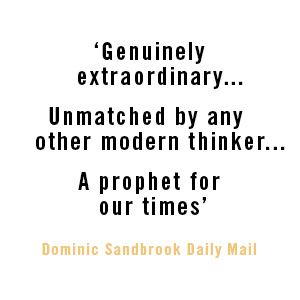 ‘Genuinely
extraordinary...
Unmatched by any
other modern thinker...
A prophet for
our times’
Dominic Sandbrook Daily Mail